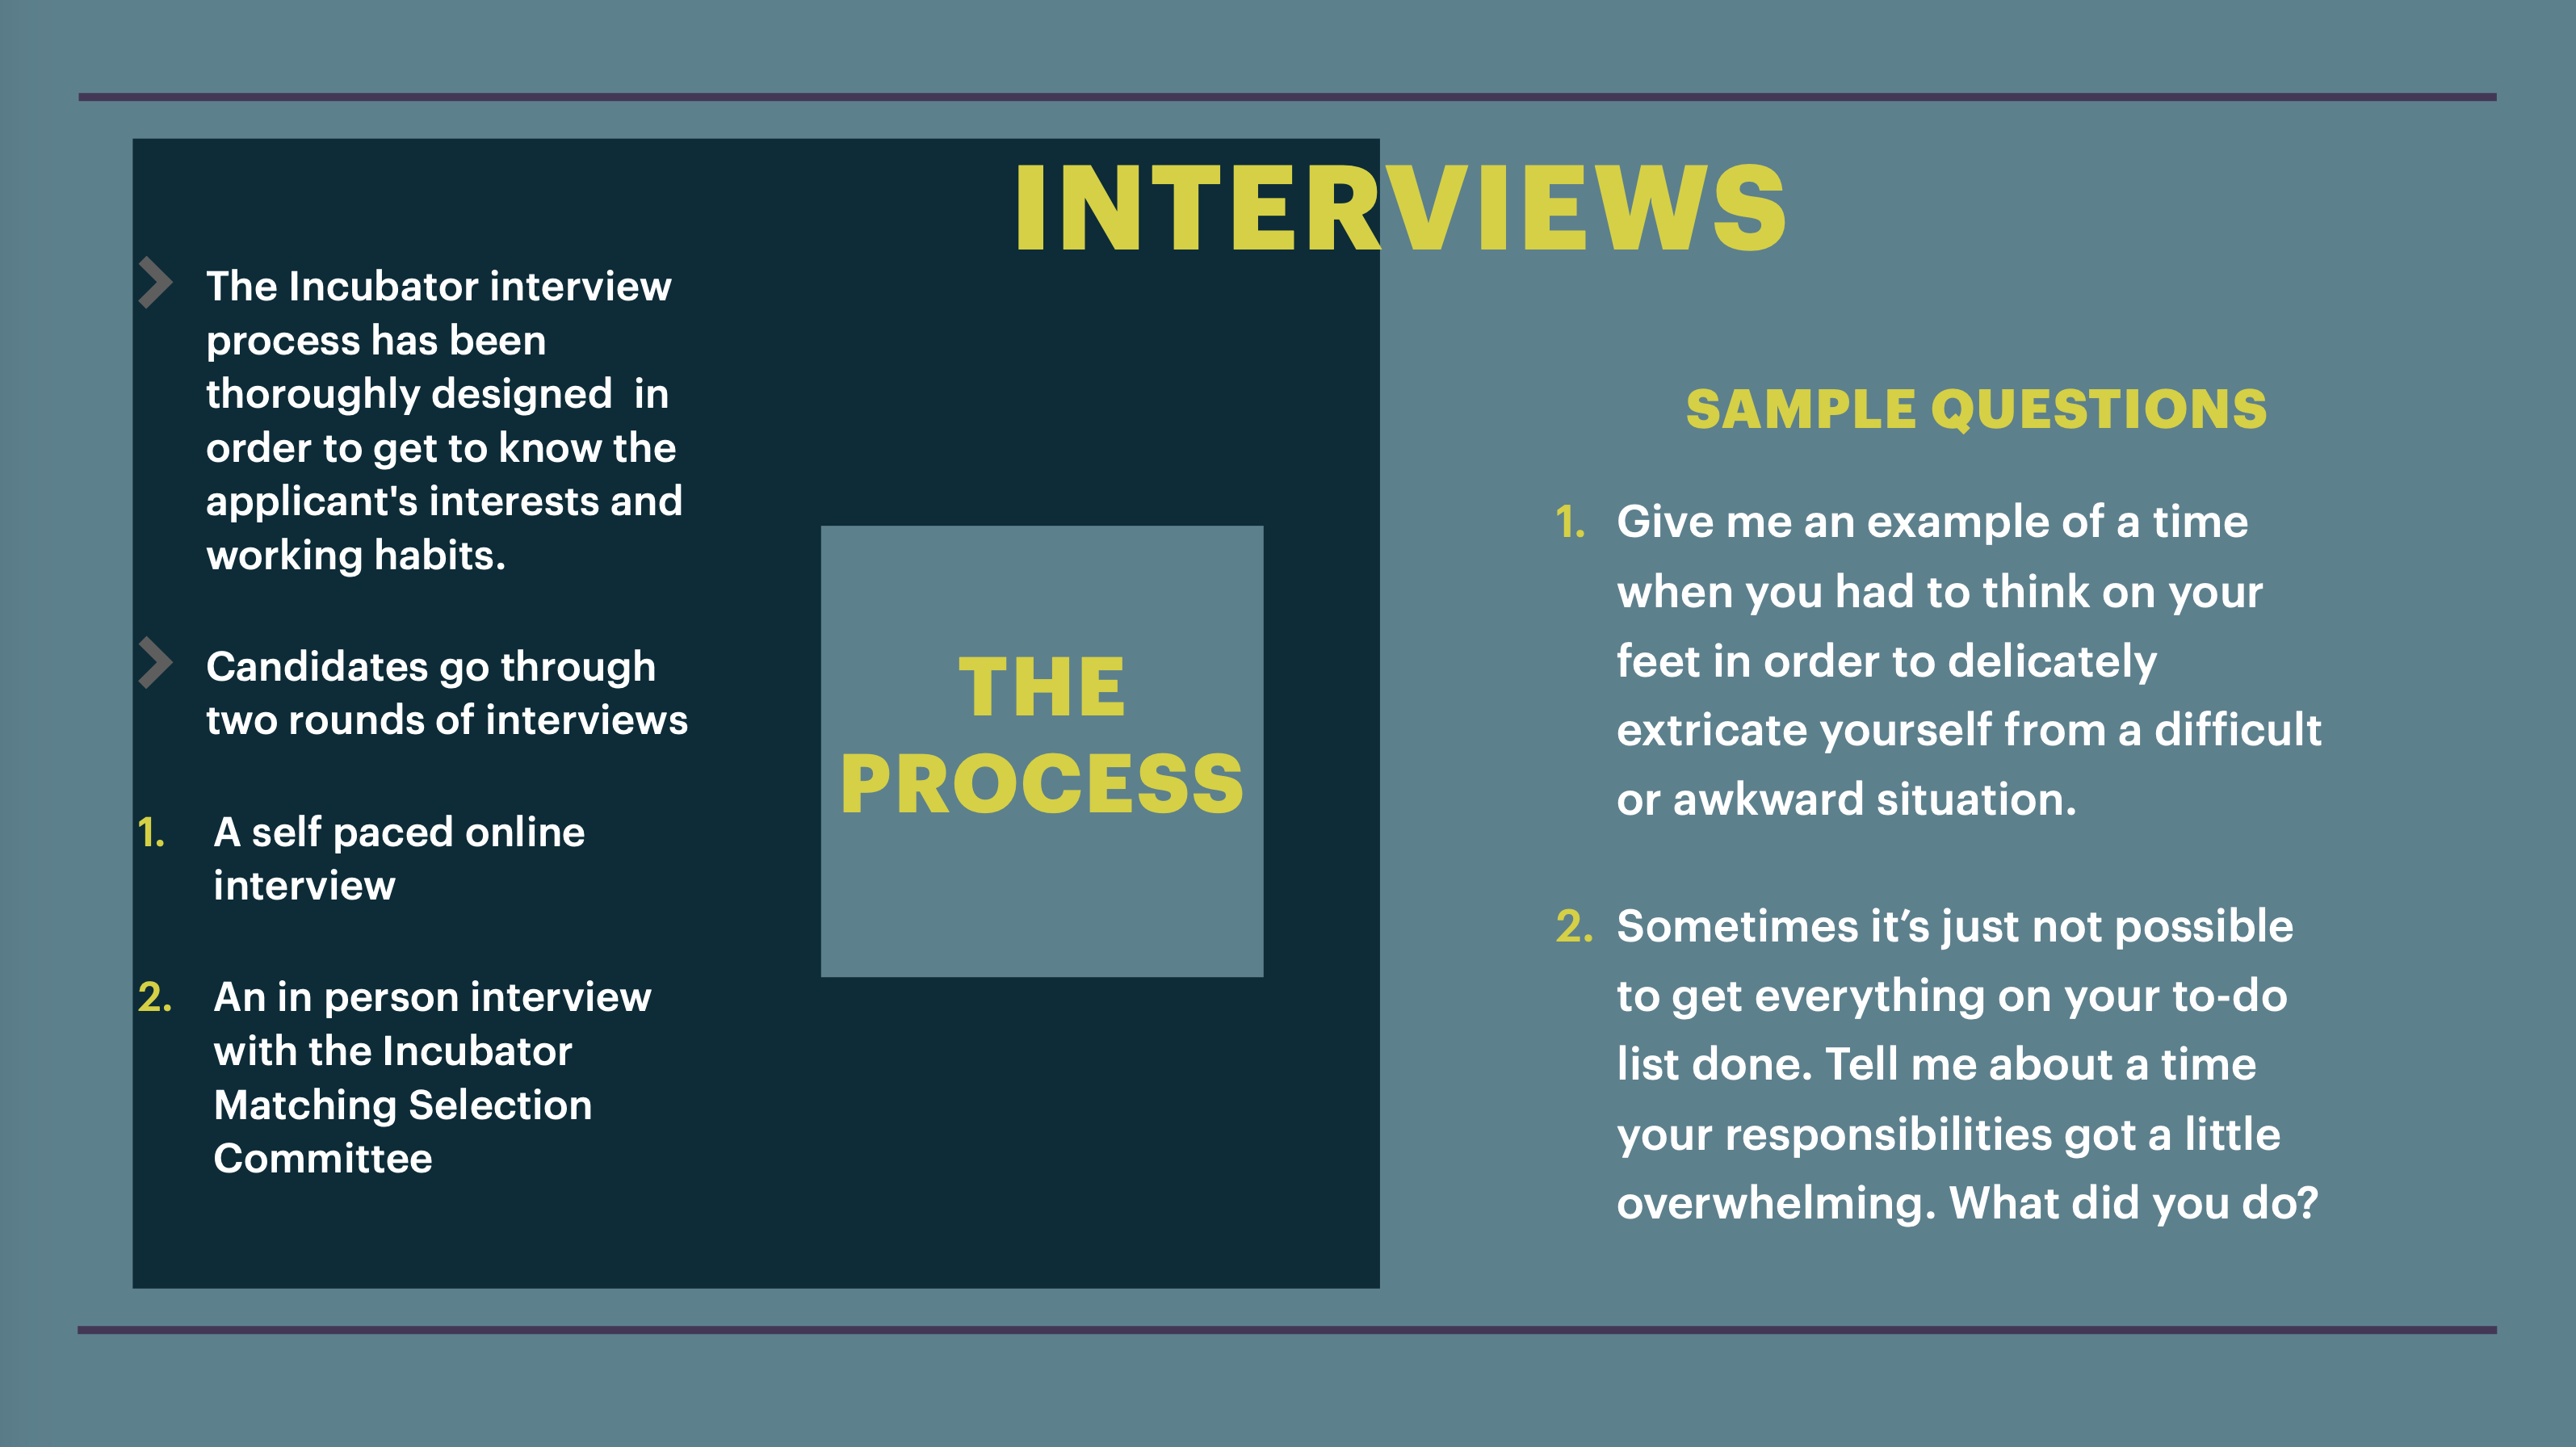 INTERVIEWS
The Incubator interview
process has been
thoroughly designed  in
order to get to know the
applicant's interests and
working habits.
Candidates go through
two rounds of interviews
1. A self paced online
interview
2. An in person interview
with the Incubator
Matching Selection
Committee
THE
PROCESS
SAMPLE QUESTIONS
1. Give me an example of a time
when you had to think on your
feet in order to delicately
extricate yourself from a difficult
or awkward situation.
2. Sometimes it’s just not possible
to get everything on your to-do
list done. Tell me about a time
your responsibilities got a little
overwhelming. What did you do?